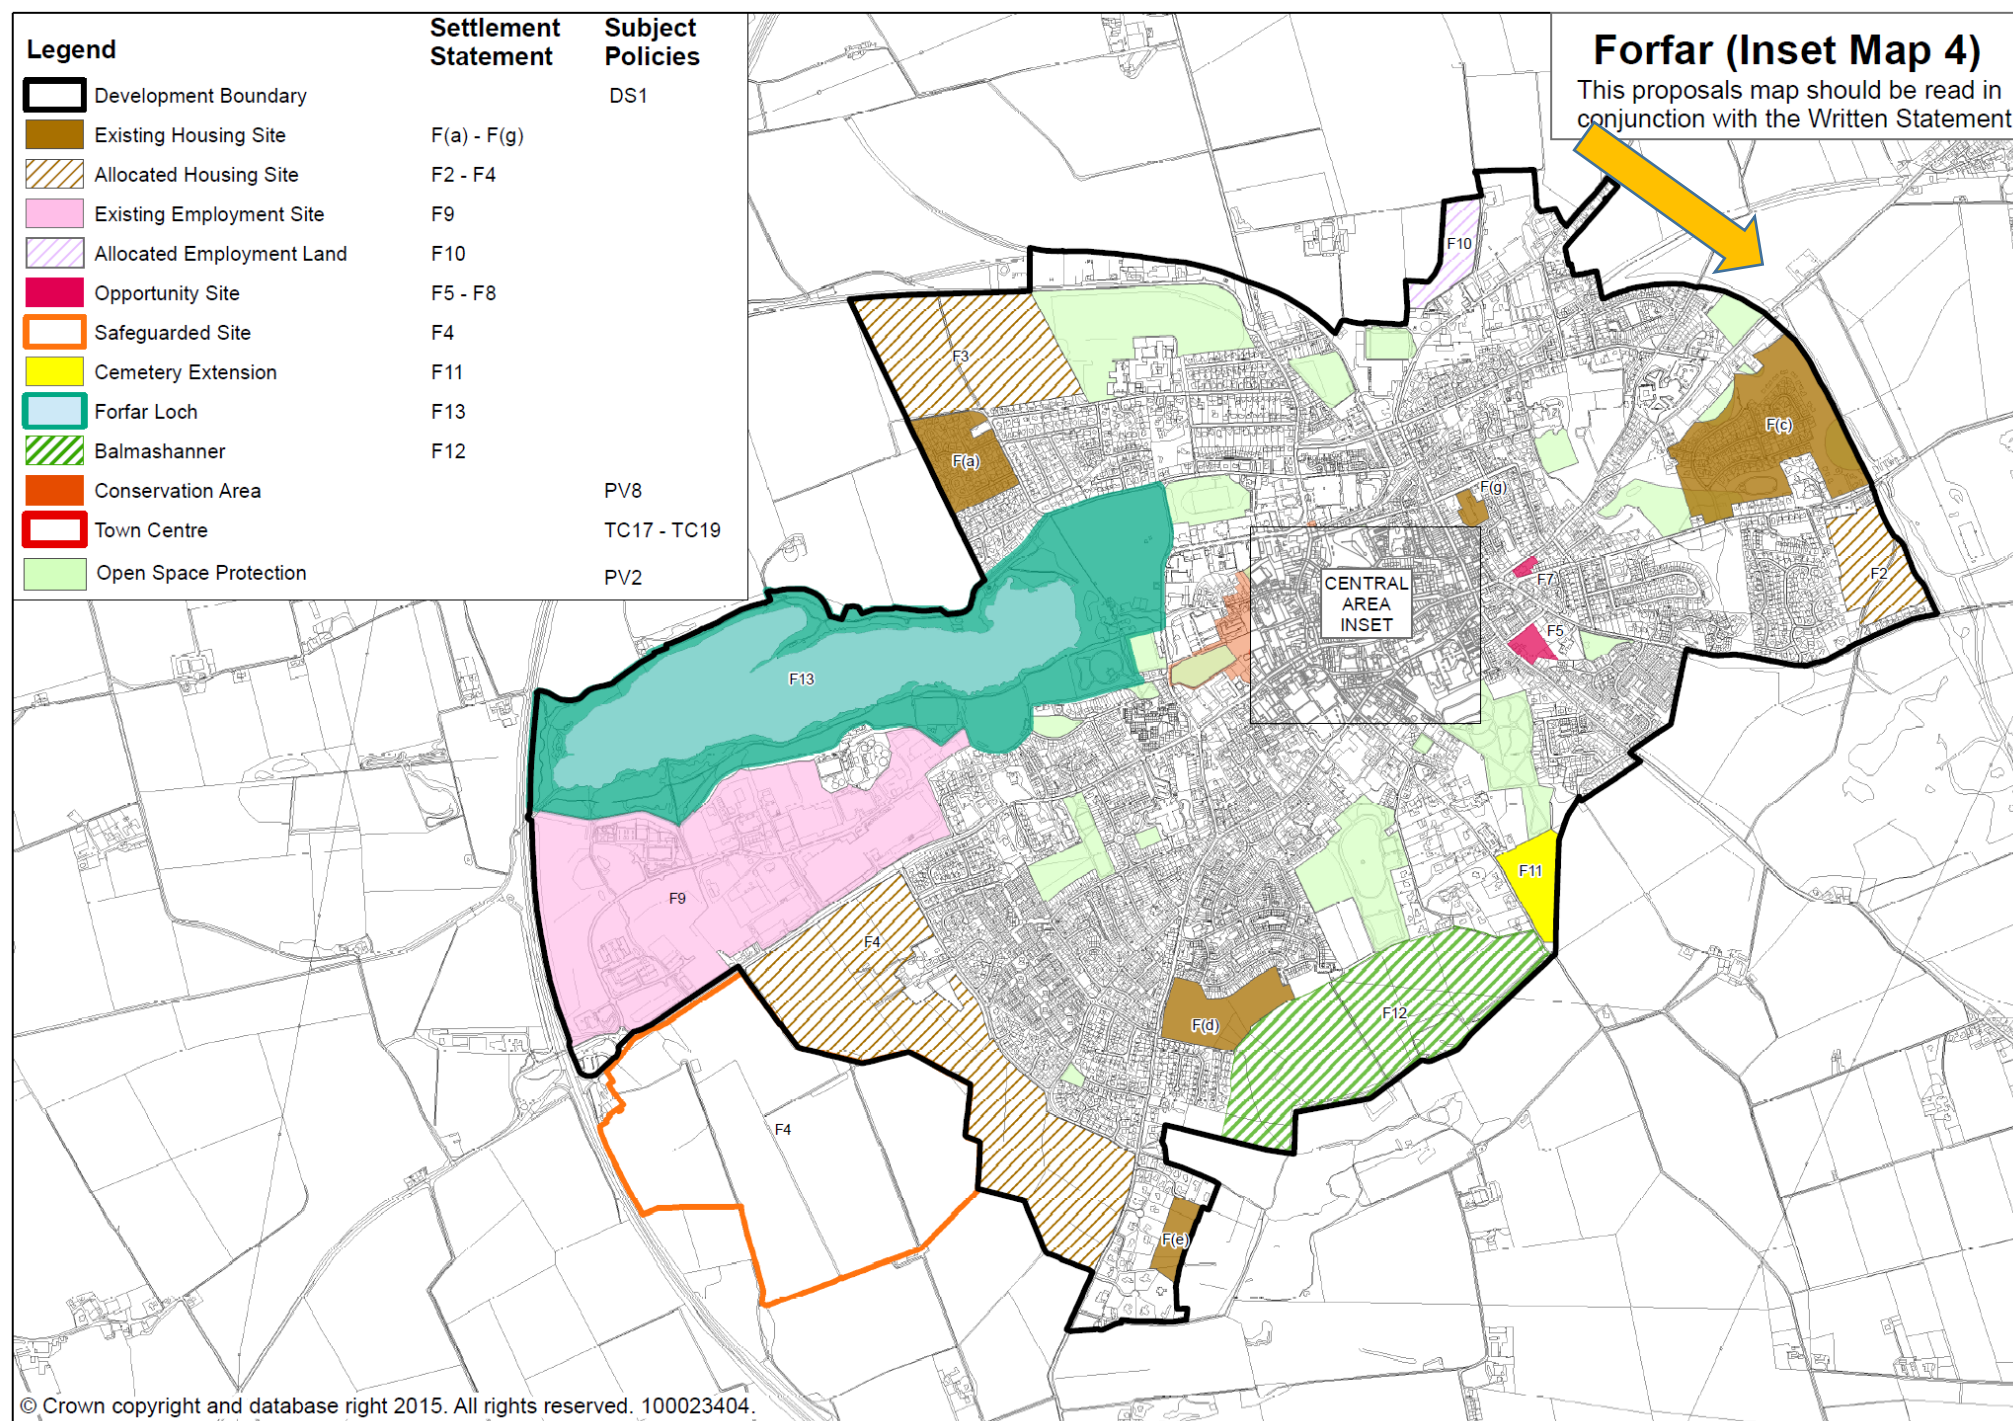 Legend
Settlement Statement
Subject Policies
Development Boundary DS1
Existing Housing Site F(a) - F(g)
Allocated Housing Site F2 - F4
Existing Employment Site F9
Allocated Employment Land F10
Opportunity Site F5 - F8
Safeguarded Site F4
Cemetery Extension F11
Forfar Loch F13
Balmashanner F12
Conservation Area PV8
Town Centre TC17 - TC19
Open Space Protection PV2
Forfar (Inset Map 4)
This proposals map should be read in
conjunction with the Written Statement
F10
F3
F(a)
F(c)
F(g)
F7
F2
CENTRAL
AREA
INSET
F5
F13
F11
F9
F4
F12
F(d)
F4
F(e)
© Crown copyright and database right 2015. All rights reserved. 100023404.